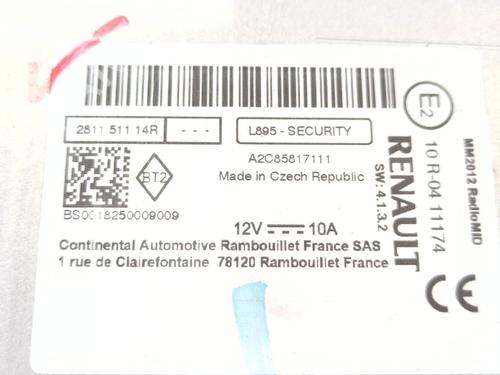 2811 511 14R
- - -
L895 - SECURITY
A2C85817111
Made in Czech Republic
BT2
BS0018250009009
12V 10A
Continental Automotive Rambouillet France SAS
1 rue de Clairefontaine 78120 Rambouillet France
E2
RENAULT
SW: 4.1.3.2
10 R-04 11174
MM2012 RadioMID
CE